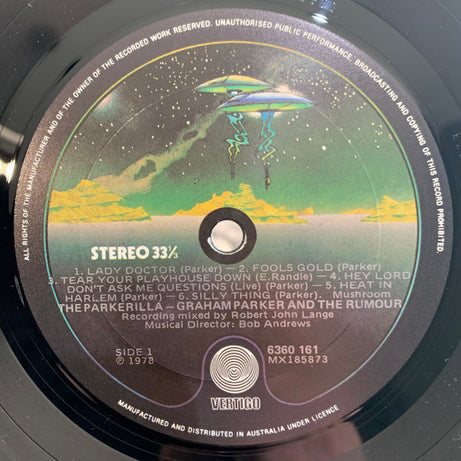 ALL RIGHTS OF THE MANUFACTURER AND OF THE OWNER OF THE RECORDED WORK RESERVED. UNAUTHORISED PUBLIC PERFORMANCE, BROADCASTING AND COPYING OF THIS RECORD PROHIBITED.
STEREO 33⅓
1. LADY DOCTOR (Parker) — 2. FOOLS GOLD (Parker)
3. TEAR YOUR PLAYHOUSE DOWN (E. Randle) — 4. HEY LORD
DON'T ASK ME QUESTIONS (Live) (Parker) — 5. HEAT IN
HARLEM (Parker) — 6. SILLY THING (Parker). Mushroom
THE PARKERILLA – GRAHAM PARKER AND THE RUMOUR
Recording mixed by Robert John Lange
Musical Director: Bob Andrews
SIDE 1
℗ 1978
6360 161
MX185873
VERTIGO
MANUFACTURED AND DISTRIBUTED IN AUSTRALIA UNDER LICENCE